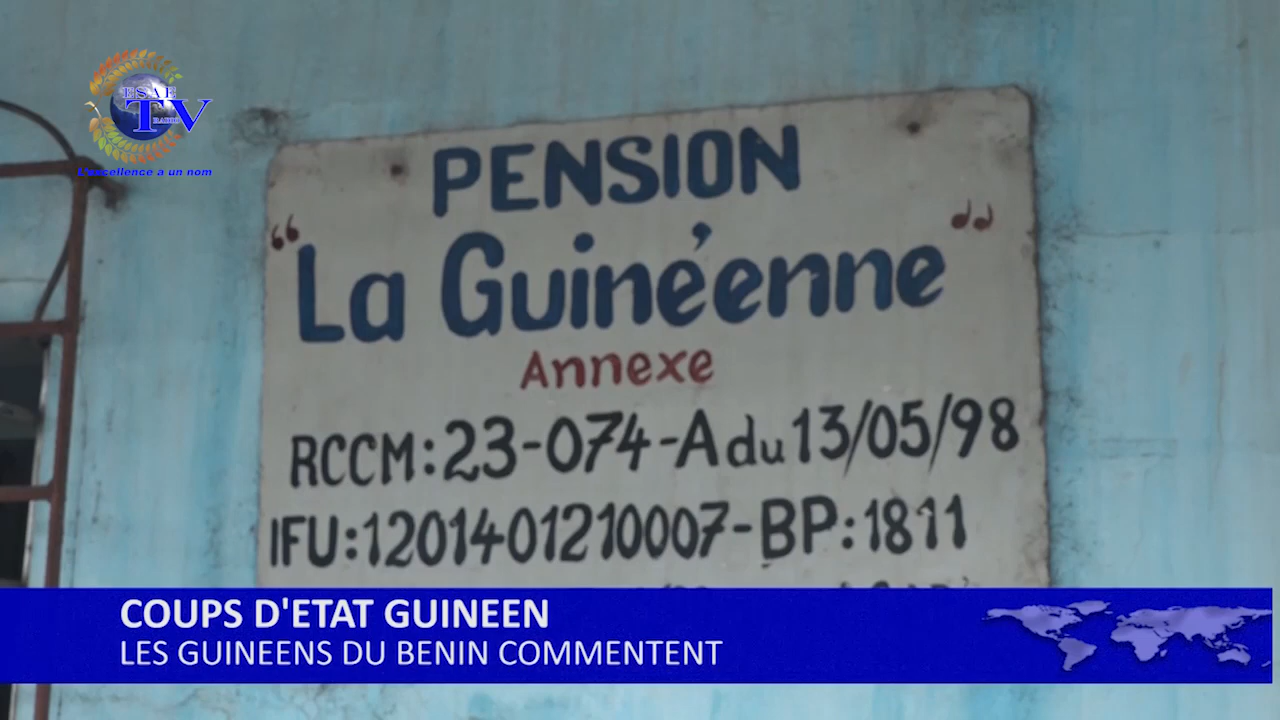 ESAE
TV
RADIO
L'excellence a un nom
PENSION
"La Guinéenne"
Annexe
RCCM:23-074-A du 13/05/98
IFU:1201401210007-BP:1811
COUPS D'ETAT GUINEEN
LES GUINEENS DU BENIN COMMENTENT